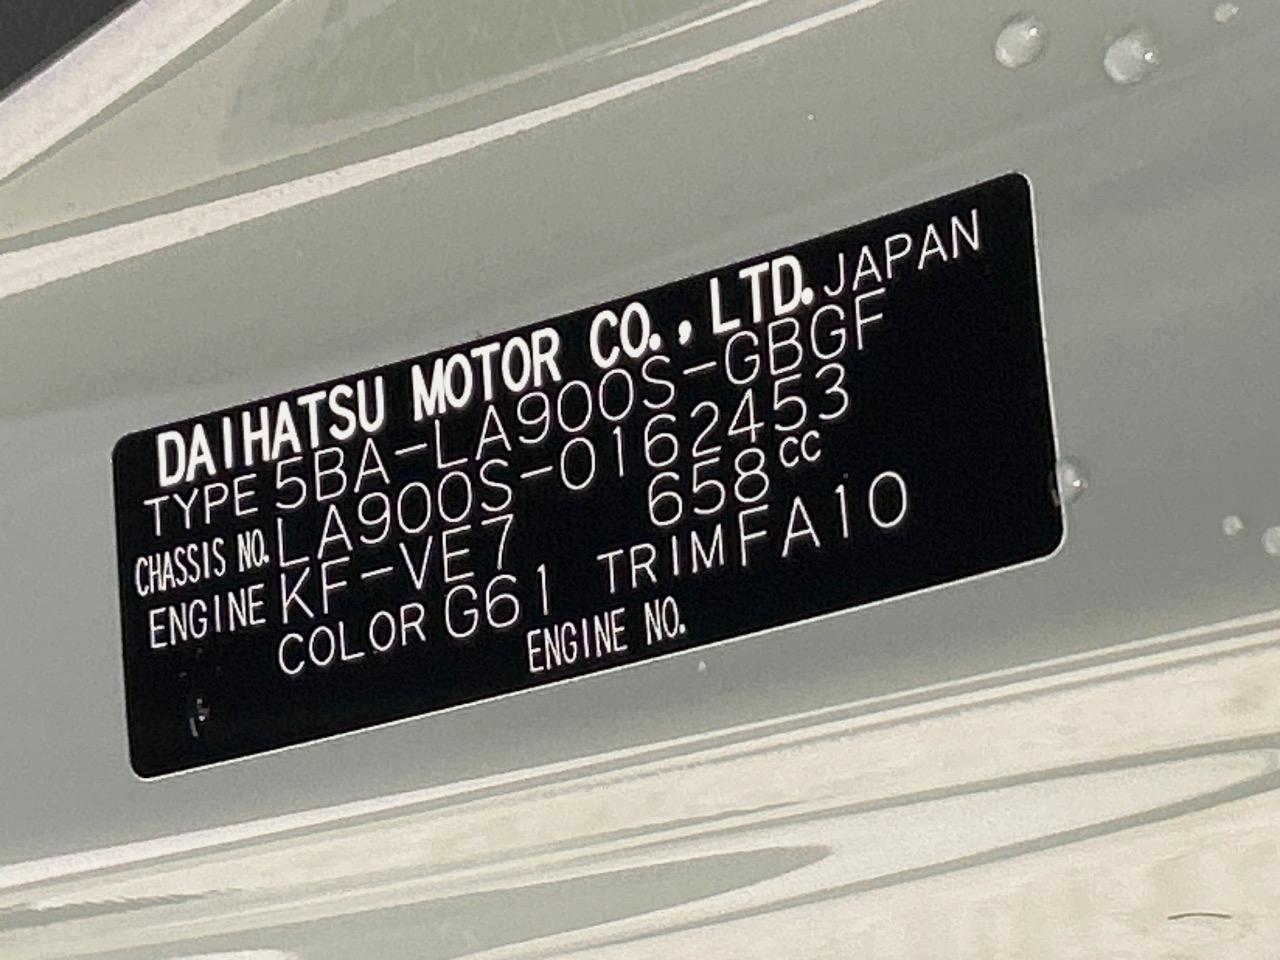 DAIHATSU MOTOR CO., LTD. JAPAN
TYPE 5BA-LA900S-GBGF
CHASSIS NO. LA900S-0162453
ENGINE KF-VE7 658cc
COLOR G61 TRIM FA10
ENGINE NO.